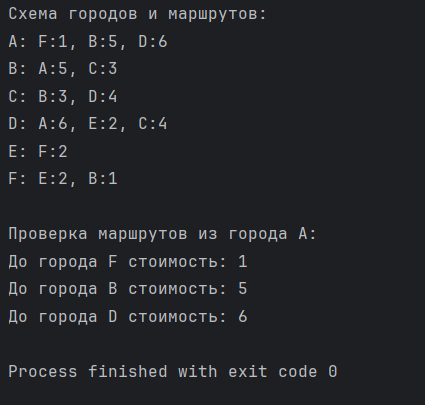 Схема городов и маршрутов:
A: F:1, B:5, D:6
B: A:5, C:3
C: B:3, D:4
D: A:6, E:2, C:4
E: F:2
F: E:2, B:1
Проверка маршрутов из города A:
До города F стоимость: 1
До города B стоимость: 5
До города D стоимость: 6
Process finished with exit code 0